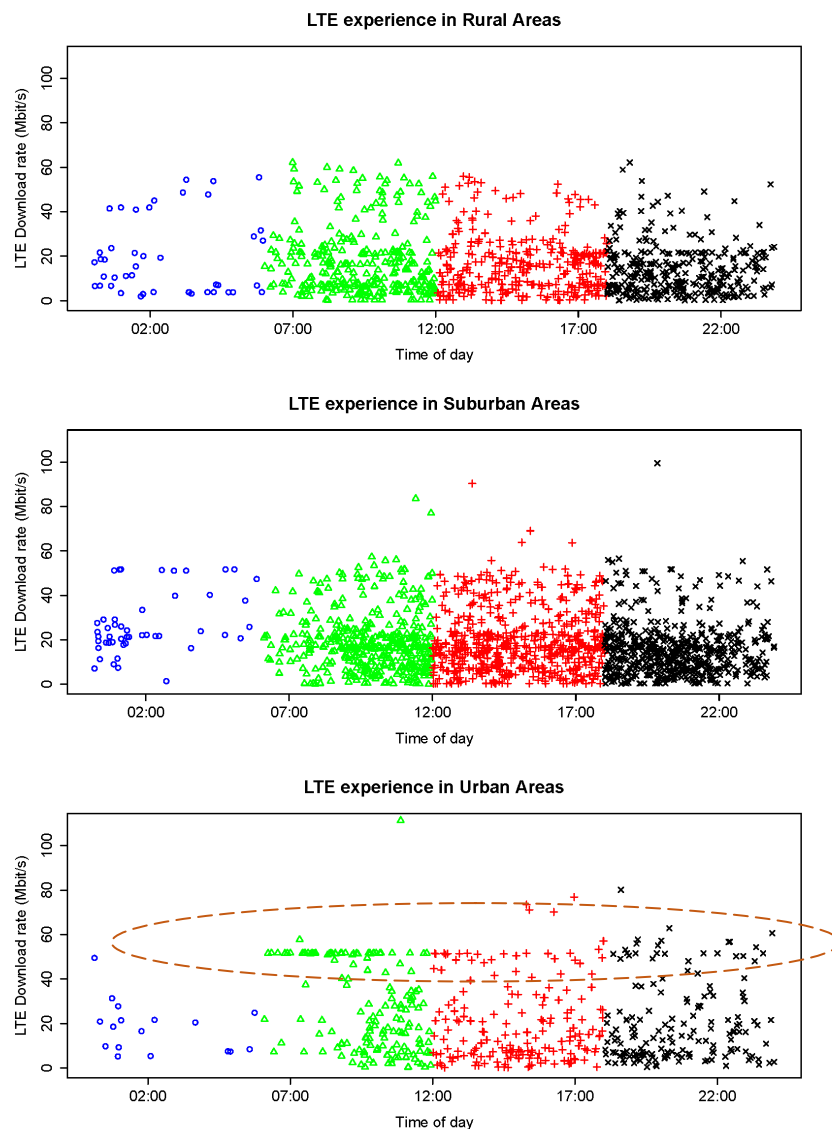 LTE experience in Rural Areas
LTE Download rate (Mbit/s)
100
80
60
40
20
0
02:00 07:00 12:00 17:00 22:00
Time of day
LTE experience in Suburban Areas
LTE Download rate (Mbit/s)
100
80
60
40
20
0
02:00 07:00 12:00 17:00 22:00
Time of day
LTE experience in Urban Areas
LTE Download rate (Mbit/s)
100
80
60
40
20
0
02:00 07:00 12:00 17:00 22:00
Time of day